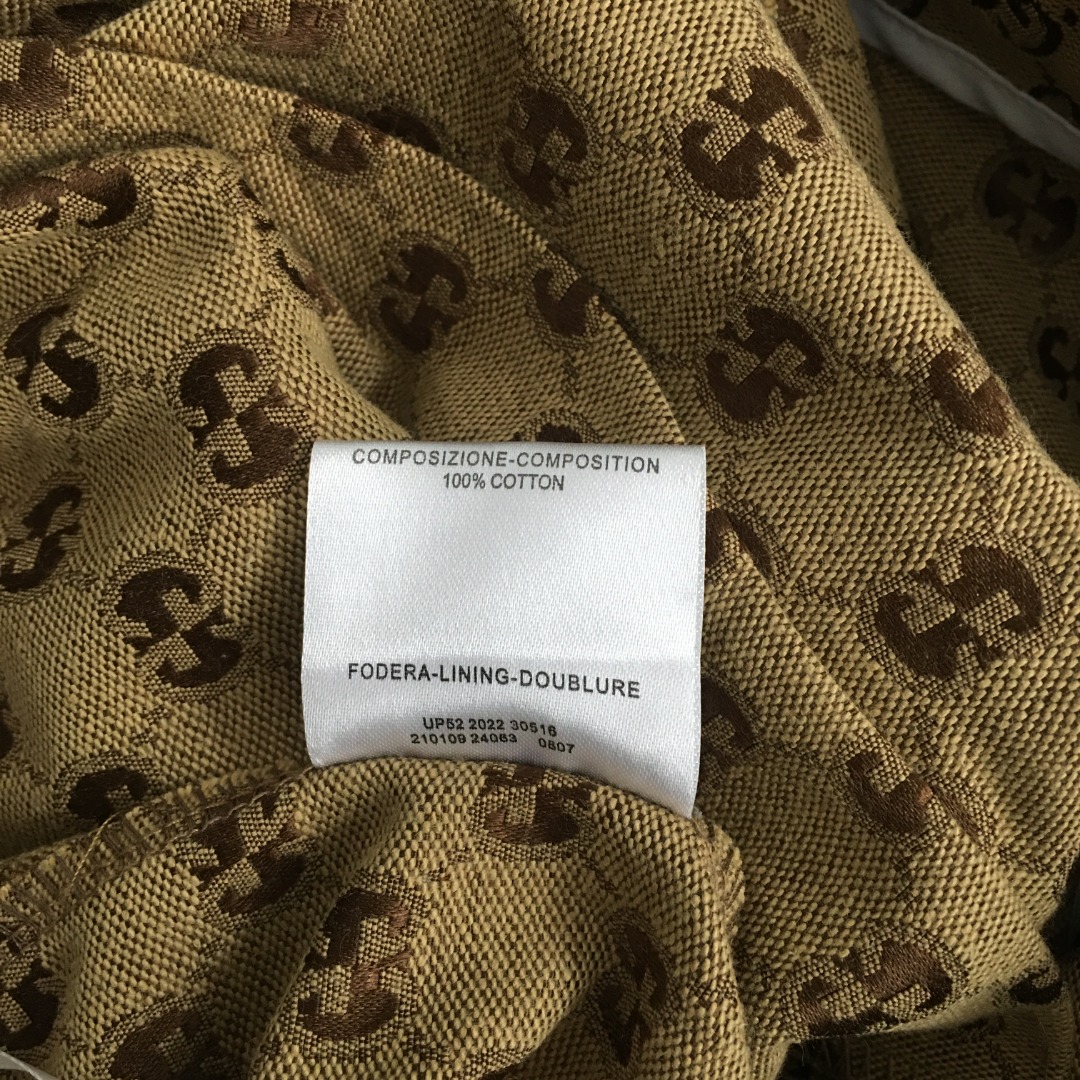 COMPOSIZIONE-COMPOSITION
100% COTTON
FODERA-LINING-DOUBLURE
UP52 2022 30516
210109 24063 0807